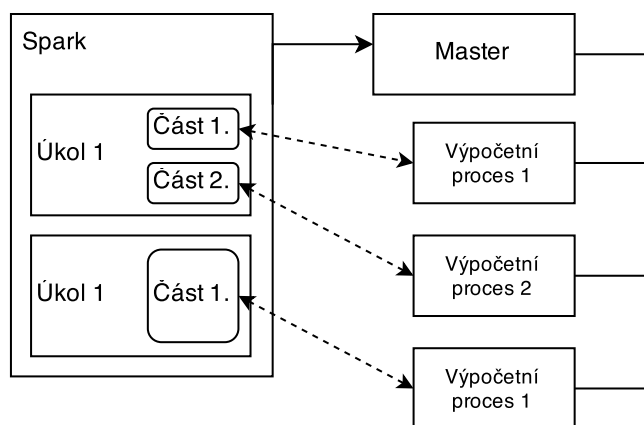 Spark
Master
Úkol 1
Část 1.
Část 2.
Výpočetní
proces 1
Úkol 1
Část 1.
Výpočetní
proces 2
Výpočetní
proces 1